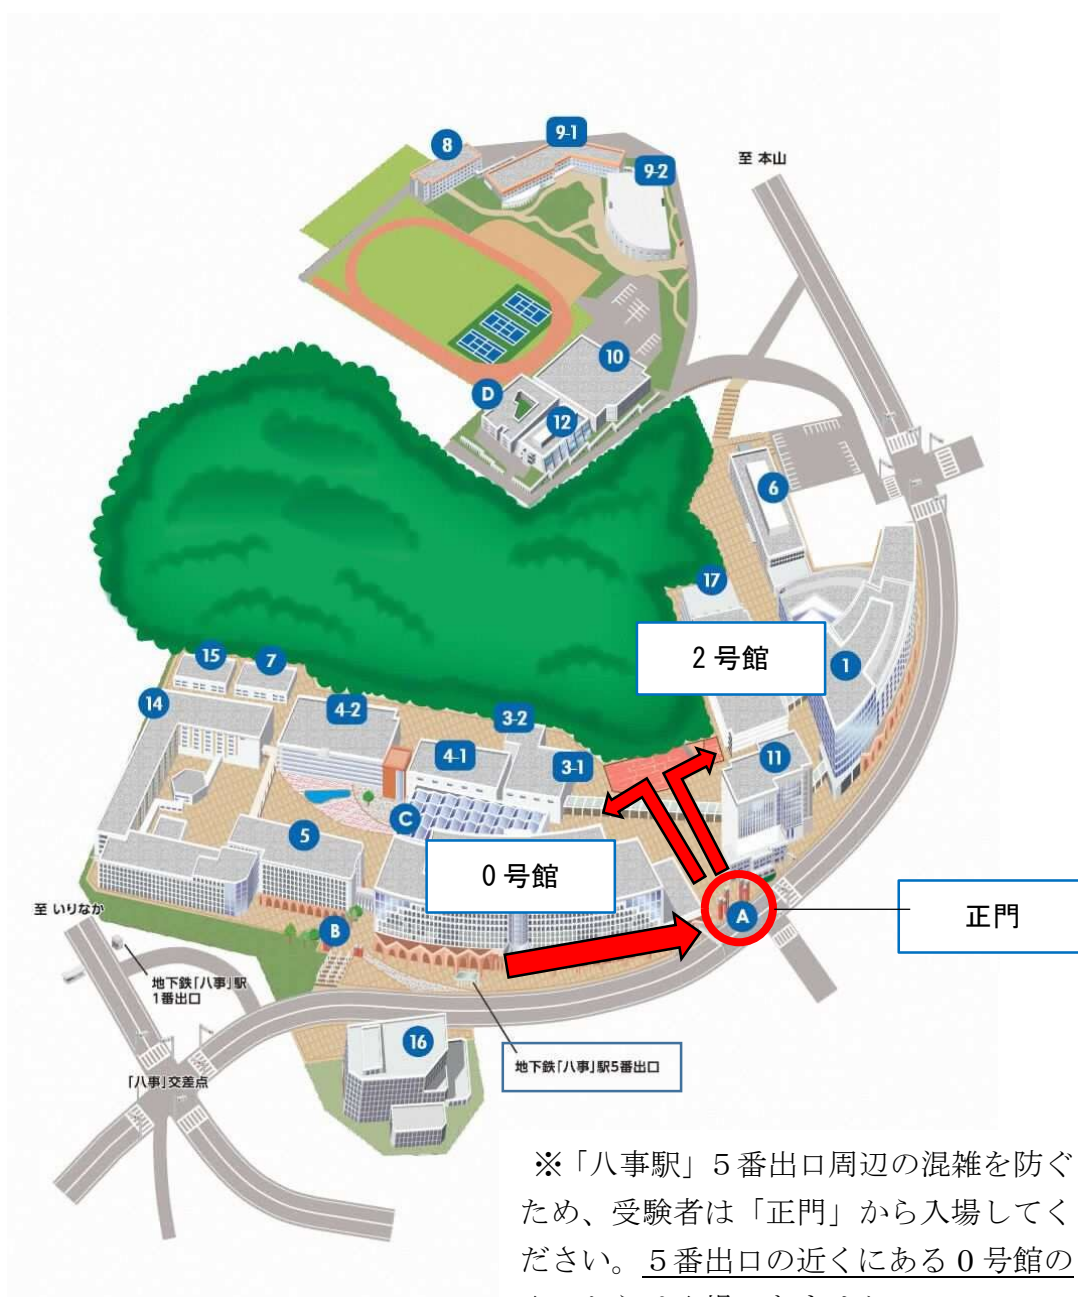 8
9-1
9-2
至 本山
10
D
12
6
17
2号館
1
15
7
14
4-2
3-2
4-1
3-1
11
C
5
0号館
A
正門
至 いりなか
B
地下鉄「八事」駅
1番出口
16
地下鉄「八事」駅5番出口
「八事」交差点
※「八事駅」５番出口周辺の混雑を防ぐ
ため、受験者は「正門」から入場してく
ださい。５番出口の近くにある 0 号館の